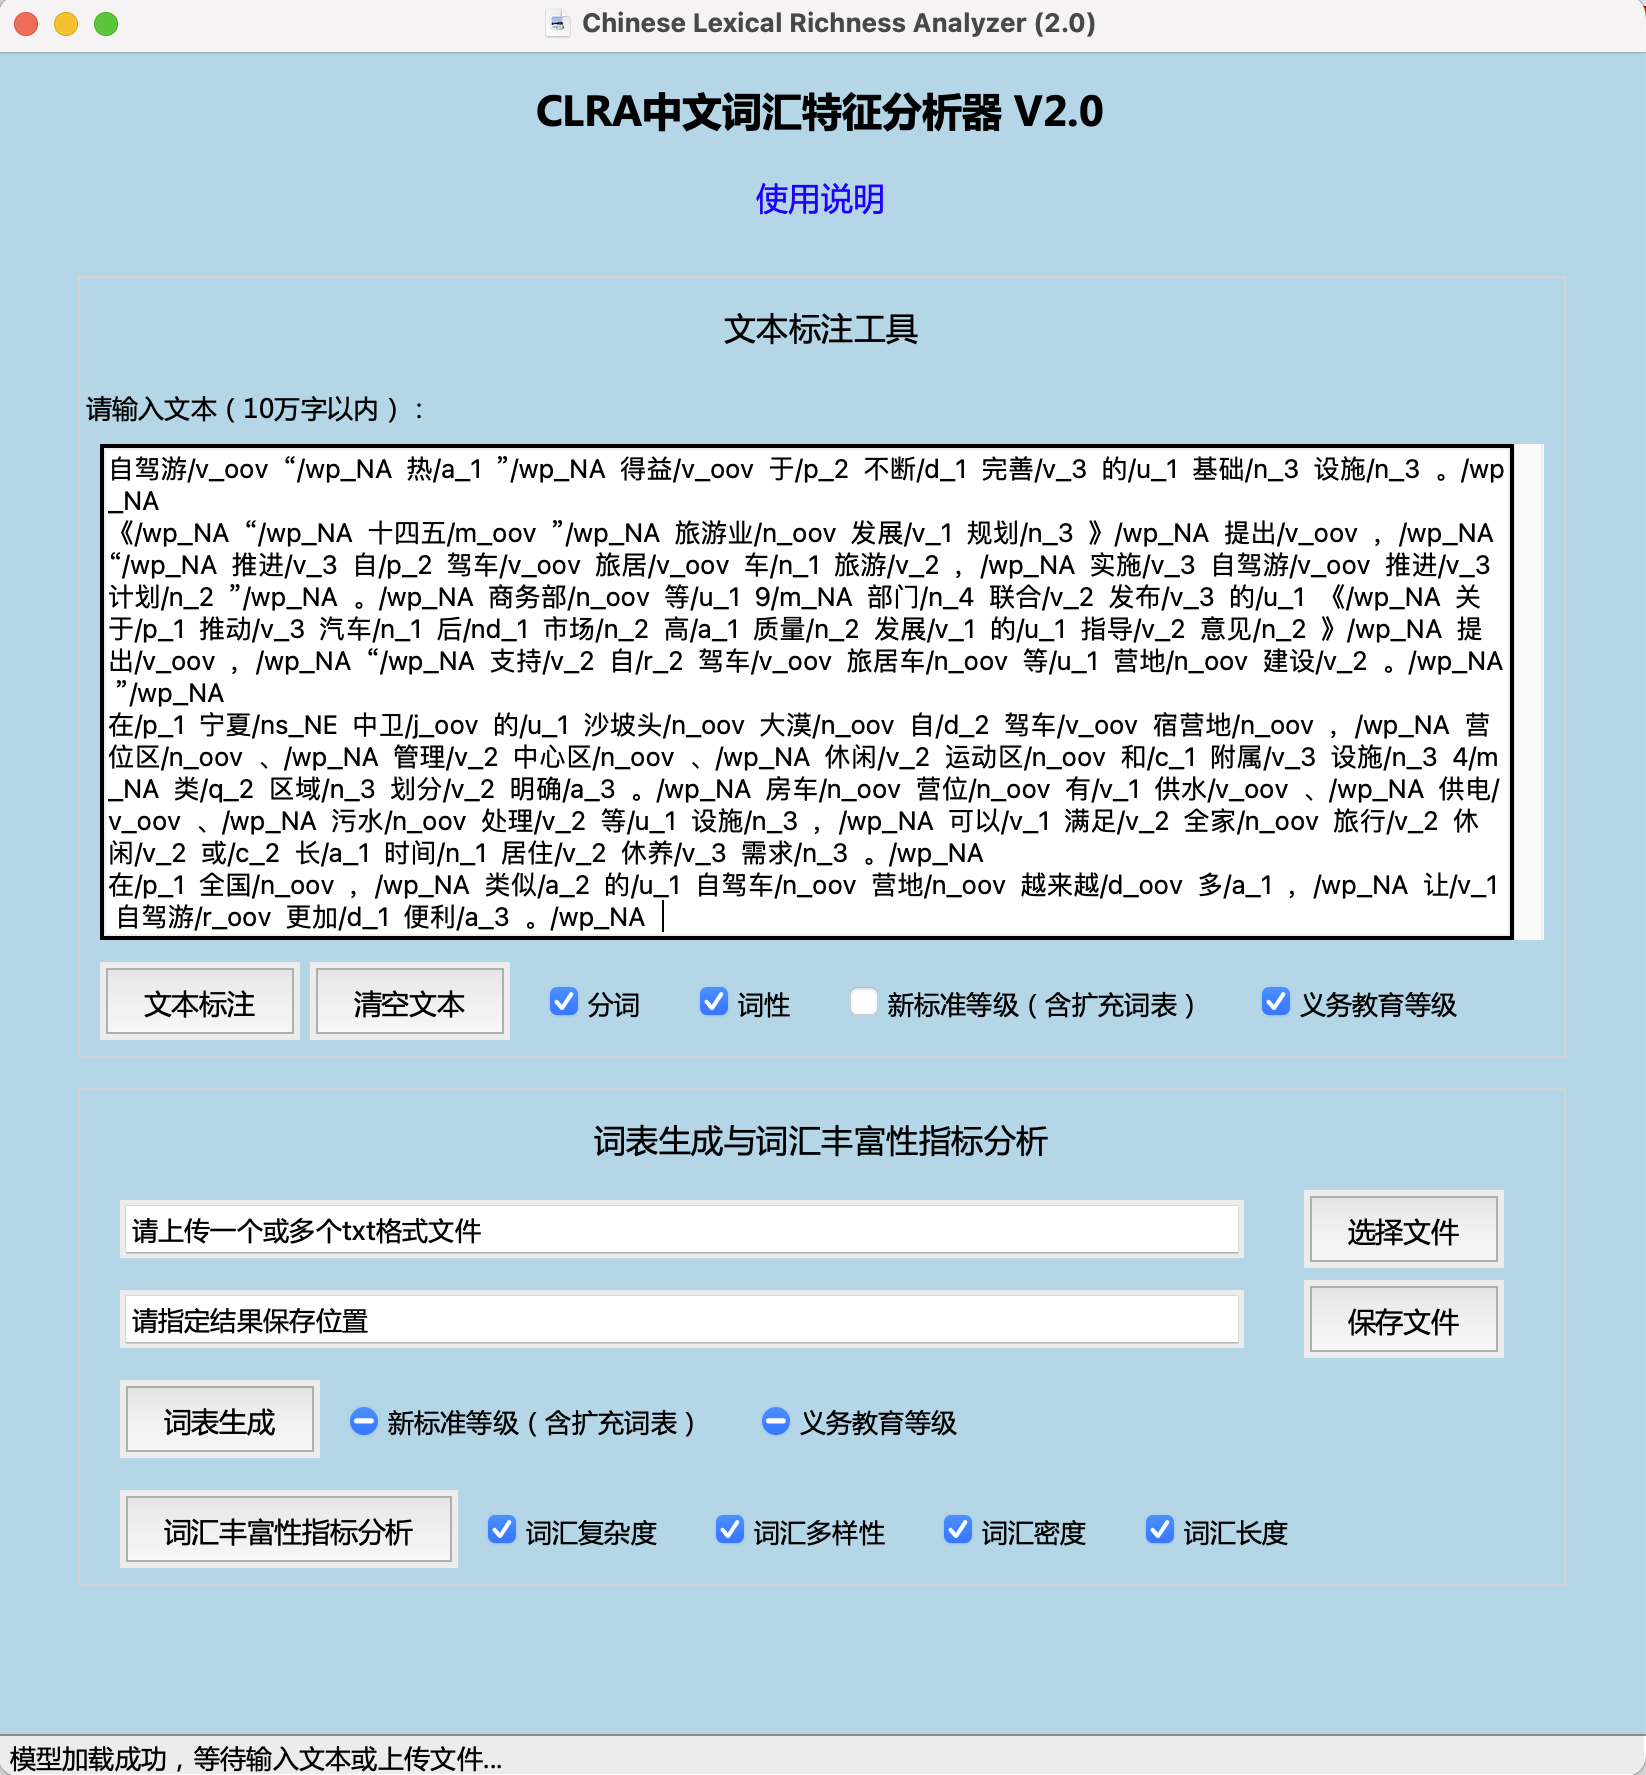 Chinese Lexical Richness Analyzer (2.0)
CLRA中文词汇特征分析器 V2.0
使用说明
文本标注工具
请输入文本（10万字以内）：
自驾游/v_oov “/wp_NA 热/a_1 ”/wp_NA 得益/v_oov 于/p_2 不断/d_1 完善/v_3 的/u_1 基础/n_3 设施/n_3 。/wp
_NA
《/wp_NA “/wp_NA 十四五/m_oov ”/wp_NA 旅游业/n_oov 发展/v_1 规划/n_3 》/wp_NA 提出/v_oov ，/wp_NA
“/wp_NA 推进/v_3 自/p_2 驾车/v_oov 旅居/v_oov 车/n_1 旅游/v_2 ，/wp_NA 实施/v_3 自驾游/v_oov 推进/v_3
计划/n_2 ”/wp_NA 。/wp_NA 商务部/n_oov 等/u_1 9/m_NA 部门/n_4 联合/v_2 发布/v_3 的/u_1 《/wp_NA 关
于/p_1 推动/v_3 汽车/n_1 后/nd_1 市场/n_2 高/a_1 质量/n_2 发展/v_1 的/u_1 指导/v_2 意见/n_2 》/wp_NA 提
出/v_oov ，/wp_NA “/wp_NA 支持/v_2 自/r_2 驾车/v_oov 旅居车/n_oov 等/u_1 营地/n_oov 建设/v_2 。/wp_NA
”/wp_NA
在/p_1 宁夏/ns_NE 中卫/j_oov 的/u_1 沙坡头/n_oov 大漠/n_oov 自/d_2 驾车/v_oov 宿营地/n_oov ，/wp_NA 营
位区/n_oov 、/wp_NA 管理/v_2 中心区/n_oov 、/wp_NA 休闲/v_2 运动区/n_oov 和/c_1 附属/v_3 设施/n_3 4/m
_NA 类/q_2 区域/n_3 划分/v_2 明确/a_3 。/wp_NA 房车/n_oov 营位/n_oov 有/v_1 供水/v_oov 、/wp_NA 供电/
v_oov 、/wp_NA 污水/n_oov 处理/v_2 等/u_1 设施/n_3 ，/wp_NA 可以/v_1 满足/v_2 全家/n_oov 旅行/v_2 休
闲/v_2 或/c_2 长/a_1 时间/n_1 居住/v_2 休养/v_3 需求/n_3 。/wp_NA
在/p_1 全国/n_oov ，/wp_NA 类似/a_2 的/u_1 自驾车/n_oov 营地/n_oov 越来越/d_oov 多/a_1 ，/wp_NA 让/v_1
自驾游/r_oov 更加/d_1 便利/a_3 。/wp_NA
文本标注 清空文本 分词 词性 新标准等级（含扩充词表） 义务教育等级
词表生成与词汇丰富性指标分析
请上传一个或多个txt格式文件 选择文件
请指定结果保存位置 保存文件
词表生成 新标准等级（含扩充词表） 义务教育等级
词汇丰富性指标分析 词汇复杂度 词汇多样性 词汇密度 词汇长度
模型加载成功，等待输入文本或上传文件...